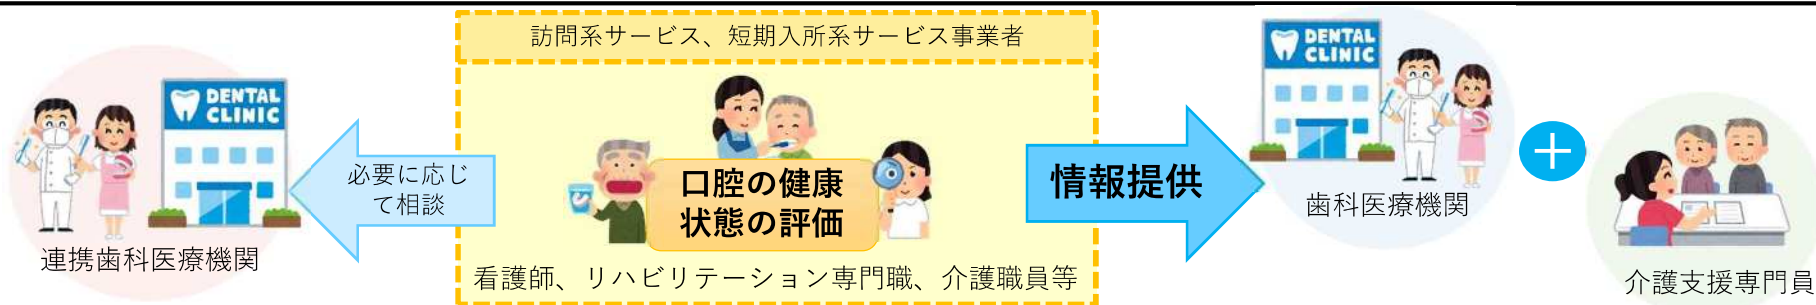 訪問系サービス、短期入所系サービス事業者
DENTAL
CLINIC
必要に応じ
て相談
連携歯科医療機関
口腔の健康
状態の評価
看護師、リハビリテーション専門職、介護職員等
情報提供
DENTAL
CLINIC
歯科医療機関
+
介護支援専門員